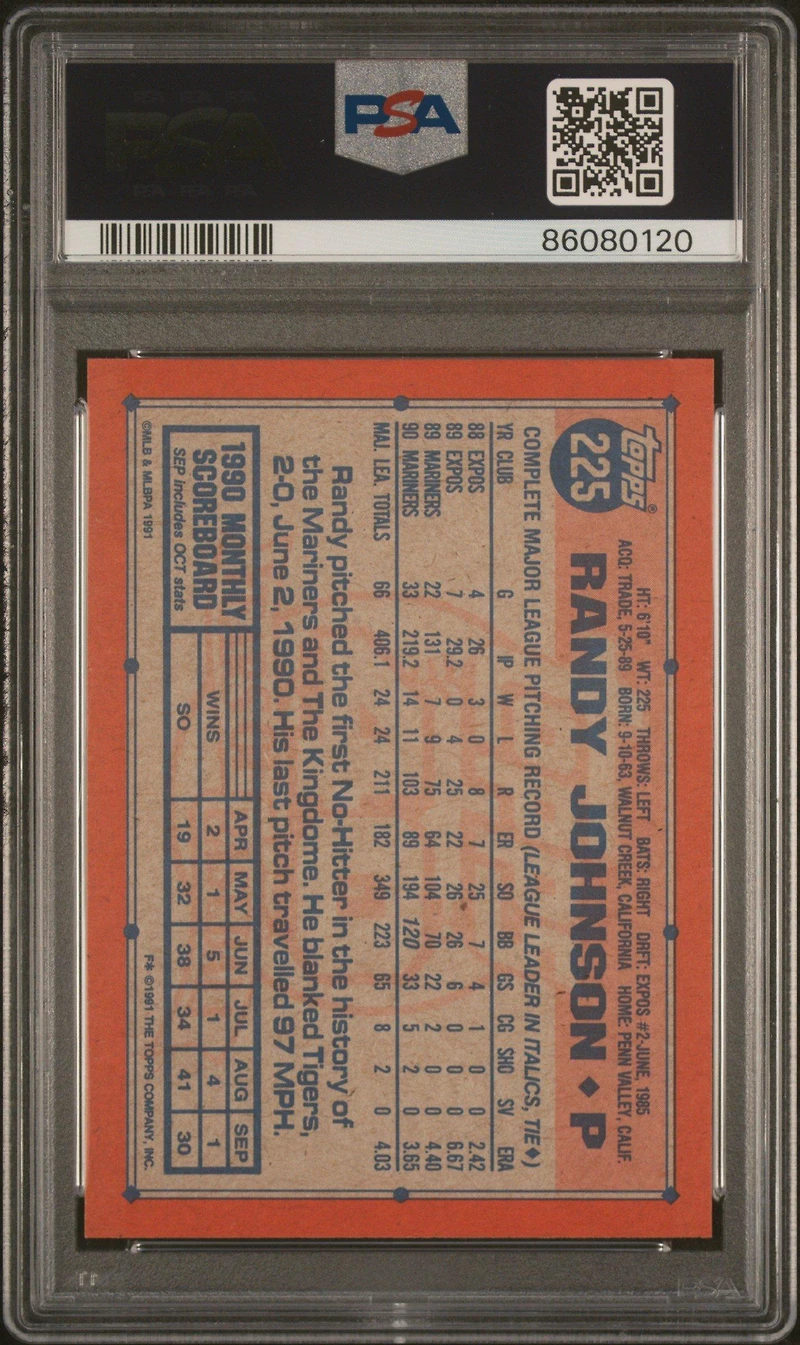 PSA
86080120
topps®
225
HT: 6'10" WT: 225 THROWS: LEFT BATS: RIGHT DRFT: EXPOS #2-JUNE, 1985
ACQ: TRADE, 5-25-89 BORN: 9-10-63, WALNUT CREEK, CALIFORNIA HOME: PENN VALLEY, CALIF.
RANDY JOHNSON ♦ P
COMPLETE MAJOR LEAGUE PITCHING RECORD (LEAGUE LEADER IN ITALICS, TIE♦)
YR CLUB G IP W L R ER SO BB GS CG SHO SV ERA
88 EXPOS 4 26 3 0 8 7 25 7 4 1 0 0 2.42
89 EXPOS 7 29.2 0 4 25 22 26 26 6 0 0 0 6.67
89 MARINERS 22 131 7 9 75 64 104 70 22 2 0 0 4.40
90 MARINERS 33 219.2 14 11 103 89 194 120 33 5 2 0 3.65
MAJ. LEA. TOTALS 66 406.1 24 24 211 182 349 223 65 8 2 0 4.03
Randy pitched the first No-Hitter in the history of
the Mariners and The Kingdome. He blanked Tigers,
2-0, June 2, 1990. His last pitch travelled 97 MPH.
1990 MONTHLY
SCOREBOARD
SEP includes OCT stats
APR MAY JUN JUL AUG SEP
WINS 2 1 5 1 4 1
SO 19 32 38 34 41 30
©MLB & MLBPA 1991
F* ©1991 THE TOPPS COMPANY, INC.